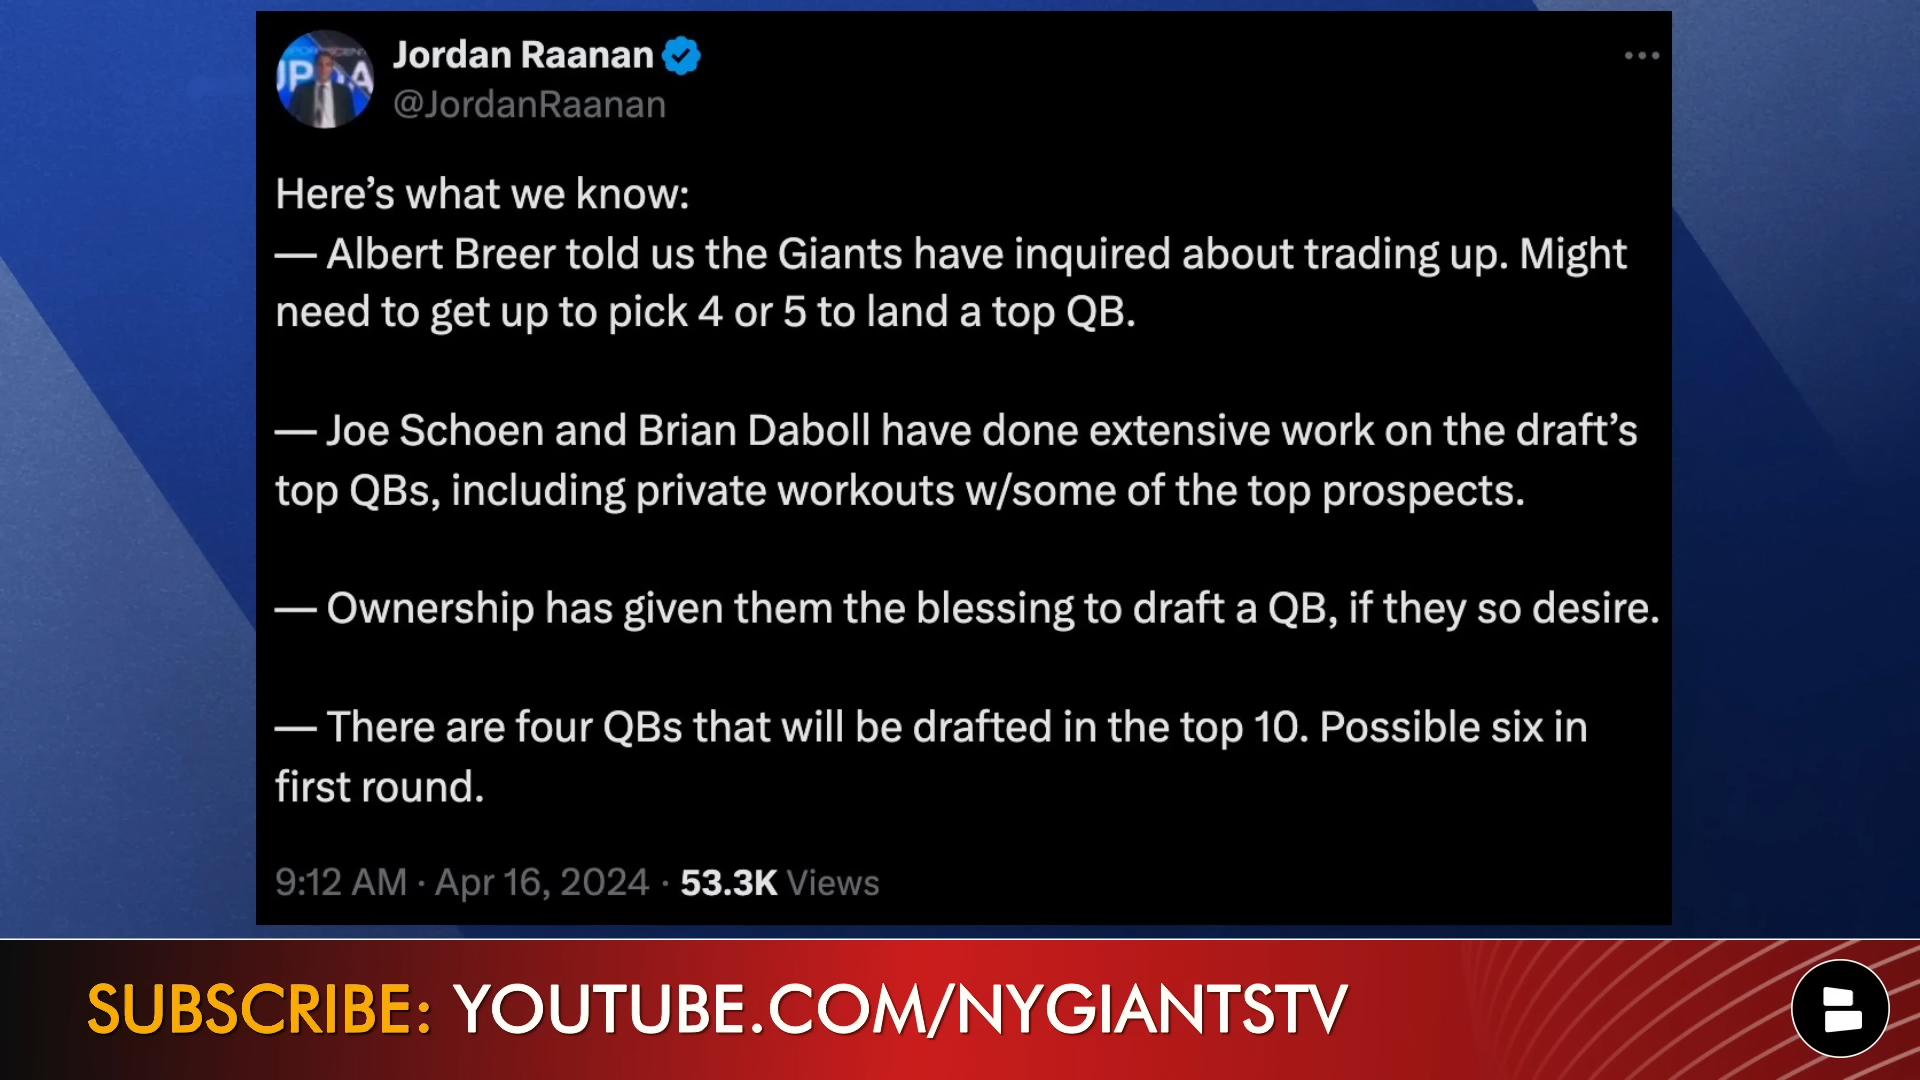 Jordan Raanan
@JordanRaanan
Here’s what we know:
— Albert Breer told us the Giants have inquired about trading up. Might
need to get up to pick 4 or 5 to land a top QB.
— Joe Schoen and Brian Daboll have done extensive work on the draft’s
top QBs, including private workouts w/some of the top prospects.
— Ownership has given them the blessing to draft a QB, if they so desire.
— There are four QBs that will be drafted in the top 10. Possible six in
first round.
9:12 AM · Apr 16, 2024 · 53.3K Views
SUBSCRIBE: YOUTUBE.COM/NYGIANTSTV